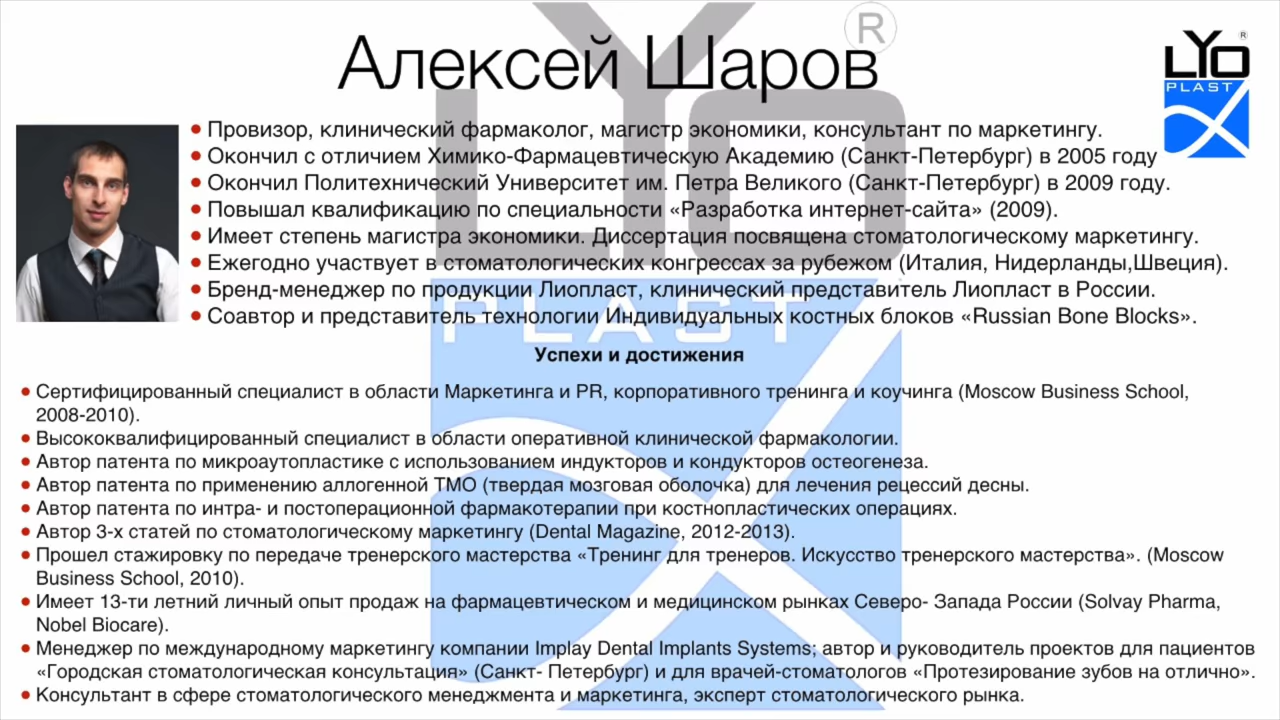 Алексей Шаров
LYO
PLAST
®
• Провизор, клинический фармаколог, магистр экономики, консультант по маркетингу.
• Окончил с отличием Химико-Фармацевтическую Академию (Санкт-Петербург) в 2005 году
• Окончил Политехнический Университет им. Петра Великого (Санкт-Петербург) в 2009 году.
• Повышал квалификацию по специальности «Разработка интернет-сайта» (2009).
• Имеет степень магистра экономики. Диссертация посвящена стоматологическому маркетингу.
• Ежегодно участвует в стоматологических конгрессах за рубежом (Италия, Нидерланды,Швеция).
• Бренд-менеджер по продукции Лиопласт, клинический представитель Лиопласт в России.
• Соавтор и представитель технологии Индивидуальных костных блоков «Russian Bone Blocks».
LYO
PLAST
®
Успехи и достижения
• Сертифицированный специалист в области Маркетинга и PR, корпоративного тренинга и коучинга (Moscow Business School,
2008-2010).
• Высококвалифицированный специалист в области оперативной клинической фармакологии.
• Автор патента по микроаутопластике с использованием индукторов и кондукторов остеогенеза.
• Автор патента по применению аллогенной ТМО (твердая мозговая оболочка) для лечения рецессий десны.
• Автор патента по интра- и постоперационной фармакотерапии при костнопластических операциях.
• Автор 3-х статей по стоматологическому маркетингу (Dental Magazine, 2012-2013).
• Прошел стажировку по передаче тренерского мастерства «Тренинг для тренеров. Искусство тренерского мастерства». (Moscow
Business School, 2010).
• Имеет 13-ти летний личный опыт продаж на фармацевтическом и медицинском рынках Северо- Запада России (Solvay Pharma,
Nobel Biocare).
• Менеджер по международному маркетингу компании Implay Dental Implants Systems; автор и руководитель проектов для пациентов
«Городская стоматологическая консультация» (Санкт- Петербург) и для врачей-стоматологов «Протезирование зубов на отлично».
• Консультант в сфере стоматологического менеджмента и маркетинга, эксперт стоматологического рынка.